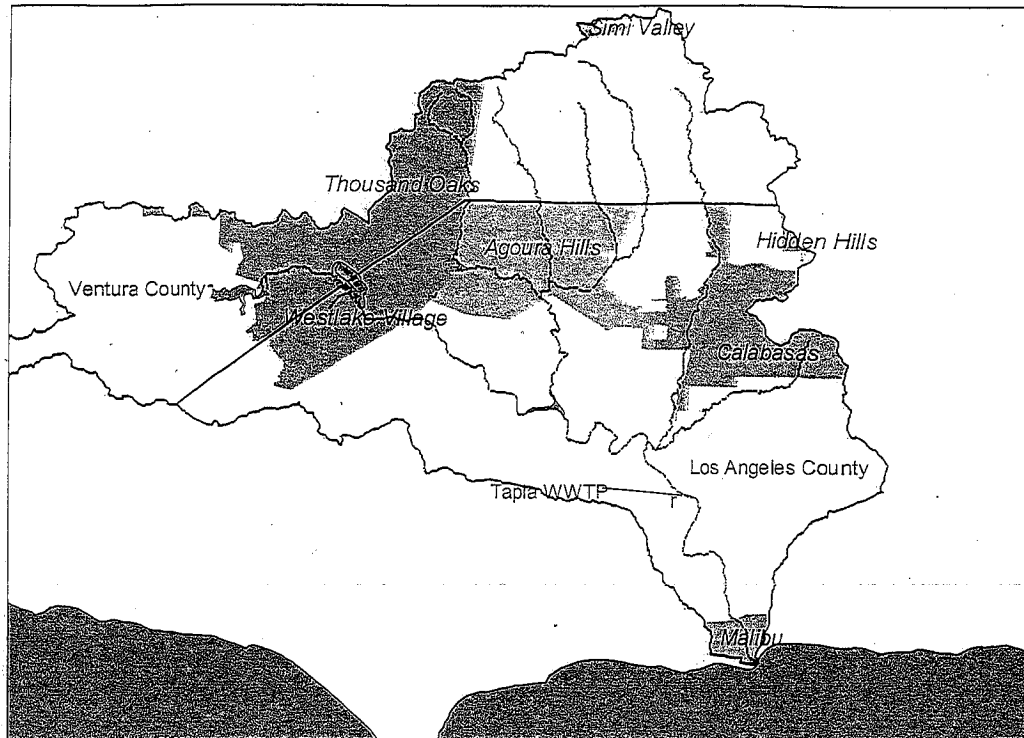 Simi Valley
Thousand Oaks
Agoura Hills
Hidden Hills
Ventura County
Westlake Village
Calabasas
Los Angeles County
Tapia WWTP
T
Malibu